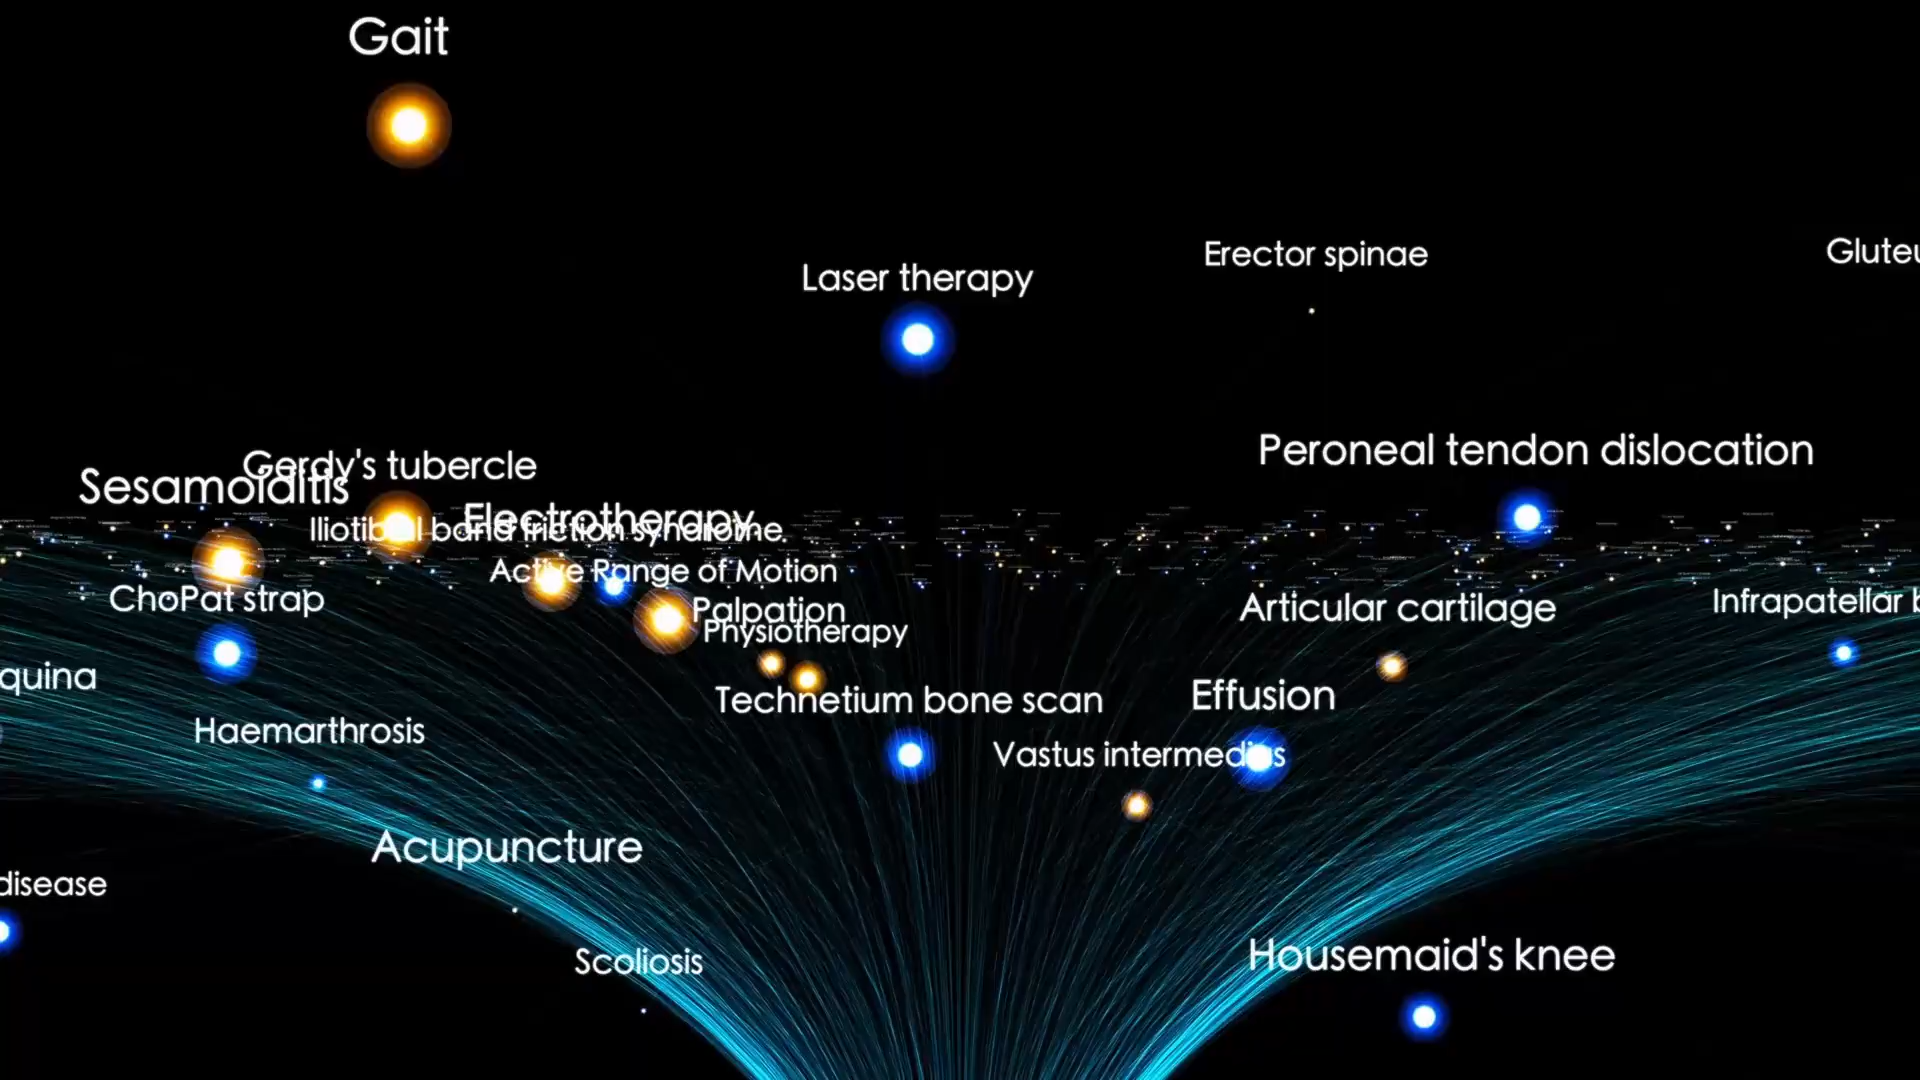 Gait
Laser therapy
Erector spinae
Gluteu
Peroneal tendon dislocation
Gerdy's tubercle
Sesamoiditis
Electrotherapy
Iliotibial band friction syndrome.
Active Range of Motion
ChoPat strap
Palpation
Physiotherapy
Articular cartilage
Infrapatellar b
quina
Technetium bone scan
Effusion
Haemarthrosis
Vastus intermedius
Acupuncture
disease
Scoliosis
Housemaid's knee